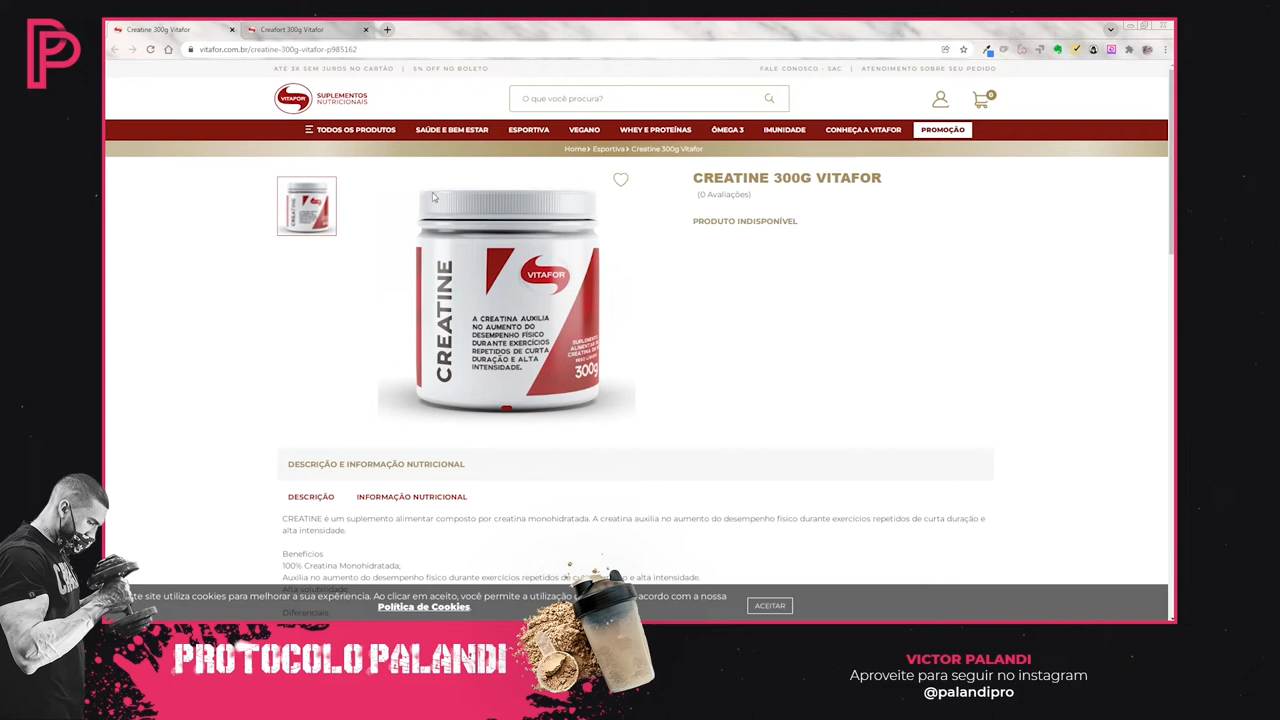 Creatine 300g Vitafor
Creafort 300g Vitafor
vitafor.com.br/creatine-300g-vitafor-p985162
ATÉ 3X SEM JUROS NO CARTÃO | 5% OFF NO BOLETO
FALE CONOSCO - SAC | ATENDIMENTO SOBRE SEU PEDIDO
VITAFOR
SUPLEMENTOS
NUTRICIONAIS
O que você procura?
0
TODOS OS PRODUTOS SAÚDE E BEM ESTAR ESPORTIVA VEGANO WHEY E PROTEÍNAS ÔMEGA 3 IMUNIDADE CONHEÇA A VITAFOR PROMOÇÃO
Home > Esportiva > Creatine 300g Vitafor
CREATINE 300G VITAFOR
(0 Avaliações)
PRODUTO INDISPONÍVEL
CREATINE
VITAFOR
A CREATINA AUXILIA
NO AUMENTO DO
DESEMPENHO FÍSICO
DURANTE EXERCÍCIOS
REPETIDOS DE CURTA
DURAÇÃO E ALTA
INTENSIDADE.
300g
DESCRIÇÃO E INFORMAÇÃO NUTRICIONAL
DESCRIÇÃO INFORMAÇÃO NUTRICIONAL
CREATINE é um suplemento alimentar composto por creatina monohidratada. A creatina auxilia no aumento do desempenho físico durante exercícios repetidos de curta duração e
alta intensidade.
Benefícios
100% Creatina Monohidratada;
Auxilia no aumento do desempenho físico durante exercícios repetidos de e alta intensidade.
Alta solubilidade
site utiliza cookies para melhorar a sua experiência. Ao clicar em aceito, você permite a utilização acordo com a nossa
Política de Cookies.
ACEITAR
Diferenciais
PROTOCOLO PALANDI
VICTOR PALANDI
Aproveite para seguir no instagram
@palandipro